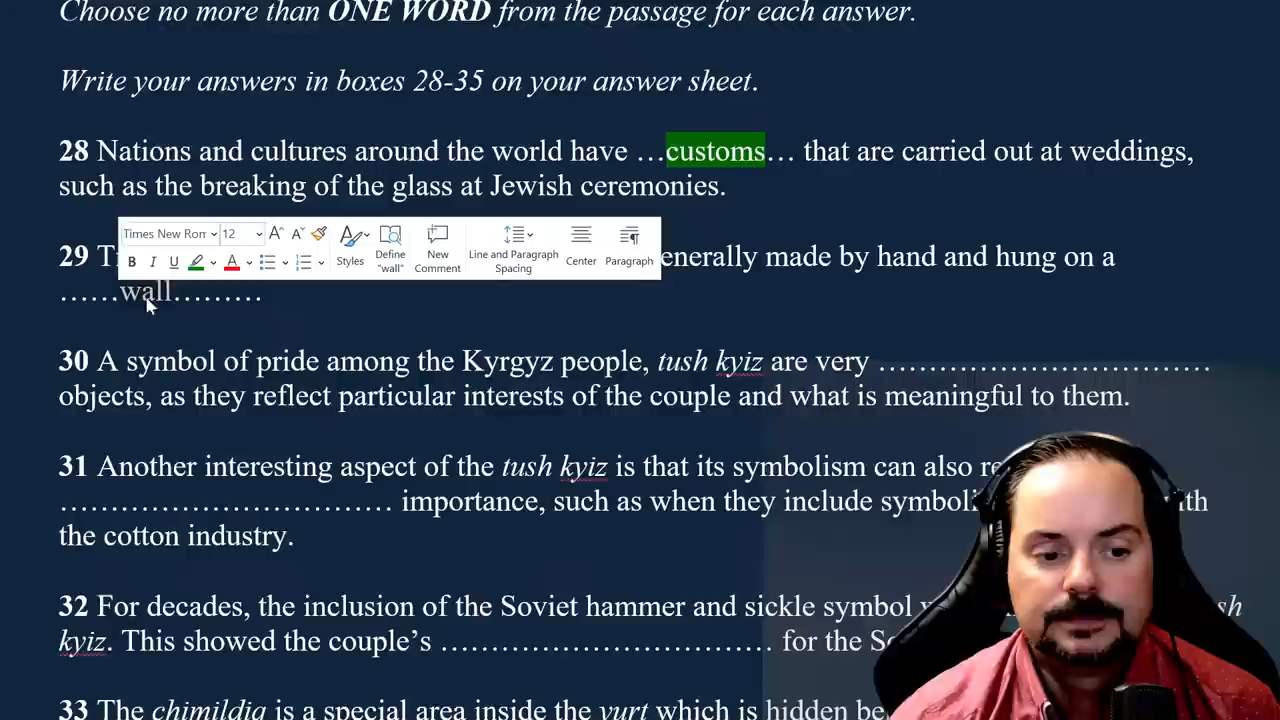 Choose no more than ONE WORD from the passage for each answer.
Write your answers in boxes 28-35 on your answer sheet.
28 Nations and cultures around the world have …customs… that are carried out at weddings,
such as the breaking of the glass at Jewish ceremonies.
Times New Ron 12 A A Styles Define "wall" New Comment Line and Paragraph Spacing Center Paragraph
B I U A
29 T enerally made by hand and hung on a
……wall………
30 A symbol of pride among the Kyrgyz people, tush kyiz are very ……………………………
objects, as they reflect particular interests of the couple and what is meaningful to them.
31 Another interesting aspect of the tush kyiz is that its symbolism can also re
…………………………… importance, such as when they include symboli th
the cotton industry.
32 For decades, the inclusion of the Soviet hammer and sickle symbol sh
kyiz. This showed the couple's …………………………… for the So
33 The chimildiq is a special area inside the yurt which is hidden be